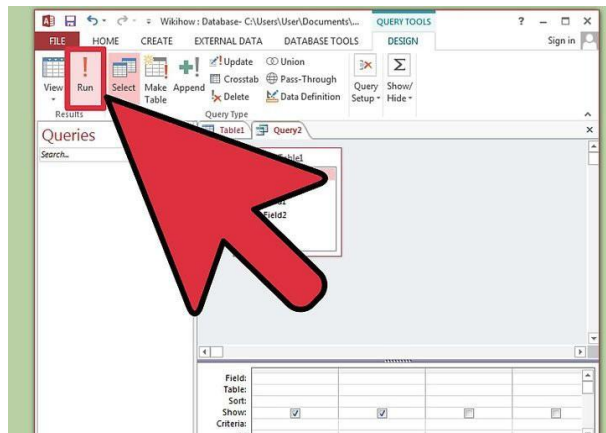 Wikihow : Database- C:\Users\User\Documents\... QUERY TOOLS ?
FILE HOME CREATE EXTERNAL DATA DATABASE TOOLS DESIGN Sign in
View Run Select Make Table Append Update Crosstab Delete Union Pass-Through Data Definition Query Setup Show/ Hide
Results Query Type
Queries Table1 Query2
Search...
Field2
Field:
Table:
Sort:
Show:
Criteria: